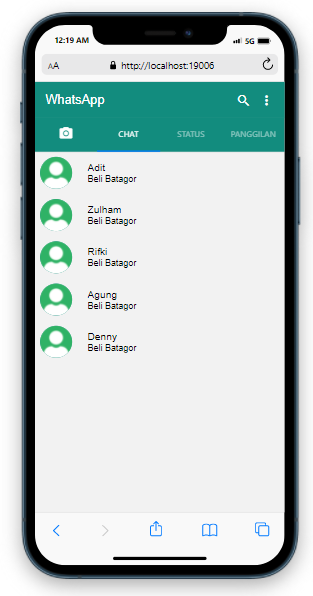 12:19 AM
5G
AA
http://localhost:19006
WhatsApp
CHAT
STATUS
PANGGILAN
Adit
Beli Batagor
Zulham
Beli Batagor
Rifki
Beli Batagor
Agung
Beli Batagor
Denny
Beli Batagor